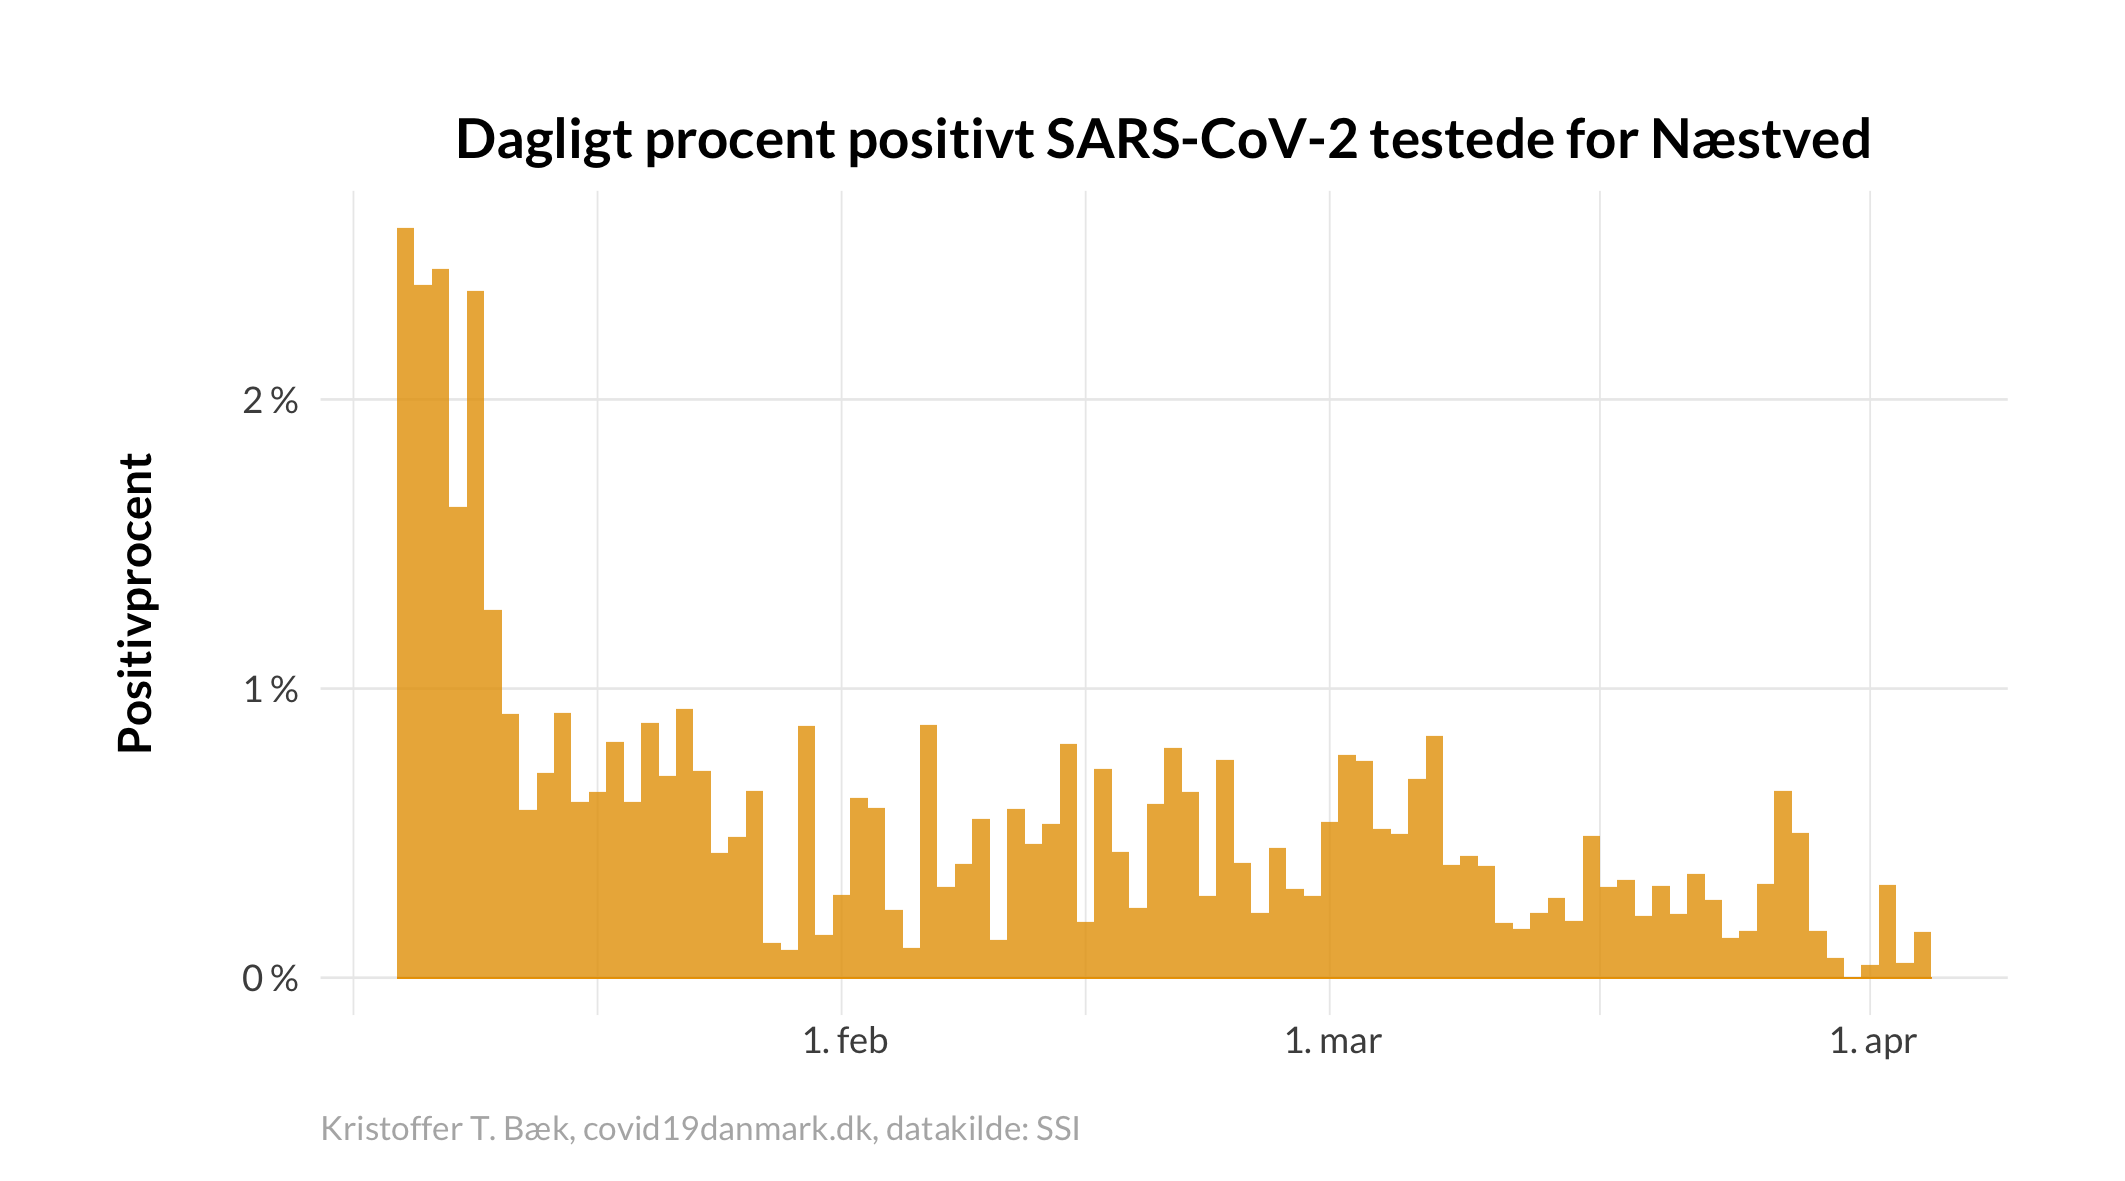 Dagligt procent positivt SARS-CoV-2 testede for Næstved
Positivprocent
2 %
1 %
0 %
1. feb
1. mar
1. apr
Kristoffer T. Bæk, covid19danmark.dk, datakilde: SSI